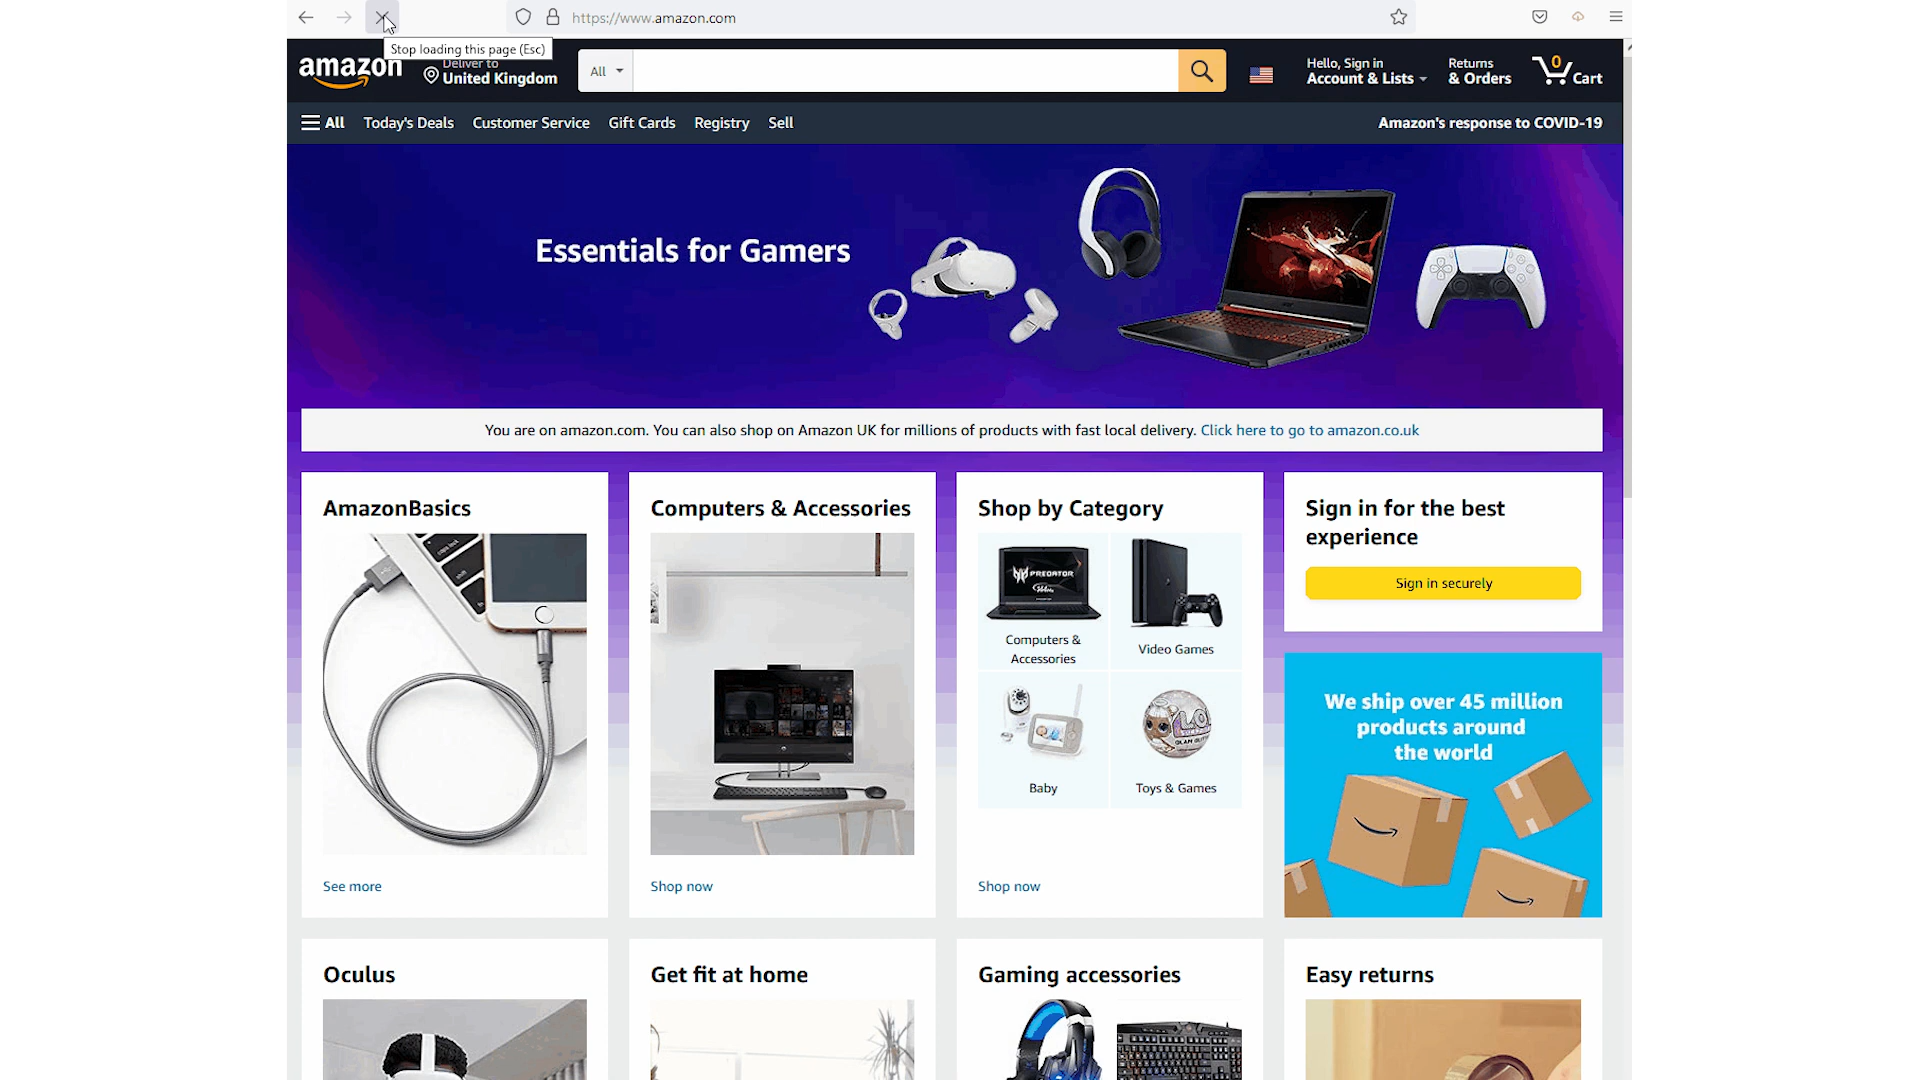 https://www.amazon.com
Stop loading this page (Esc)
amazon
Deliver to
United Kingdom
All
Hello, Sign in
Account & Lists
Returns
& Orders
0
Cart
All
Today's Deals
Customer Service
Gift Cards
Registry
Sell
Amazon's response to COVID-19
Essentials for Gamers
You are on amazon.com. You can also shop on Amazon UK for millions of products with fast local delivery. Click here to go to amazon.co.uk
AmazonBasics
See more
Computers & Accessories
Shop now
Shop by Category
PREDATOR
Computers &
Accessories
Video Games
Baby
Toys & Games
Shop now
Sign in for the best
experience
Sign in securely
We ship over 45 million
products around
the world
Oculus
Get fit at home
Gaming accessories
Easy returns